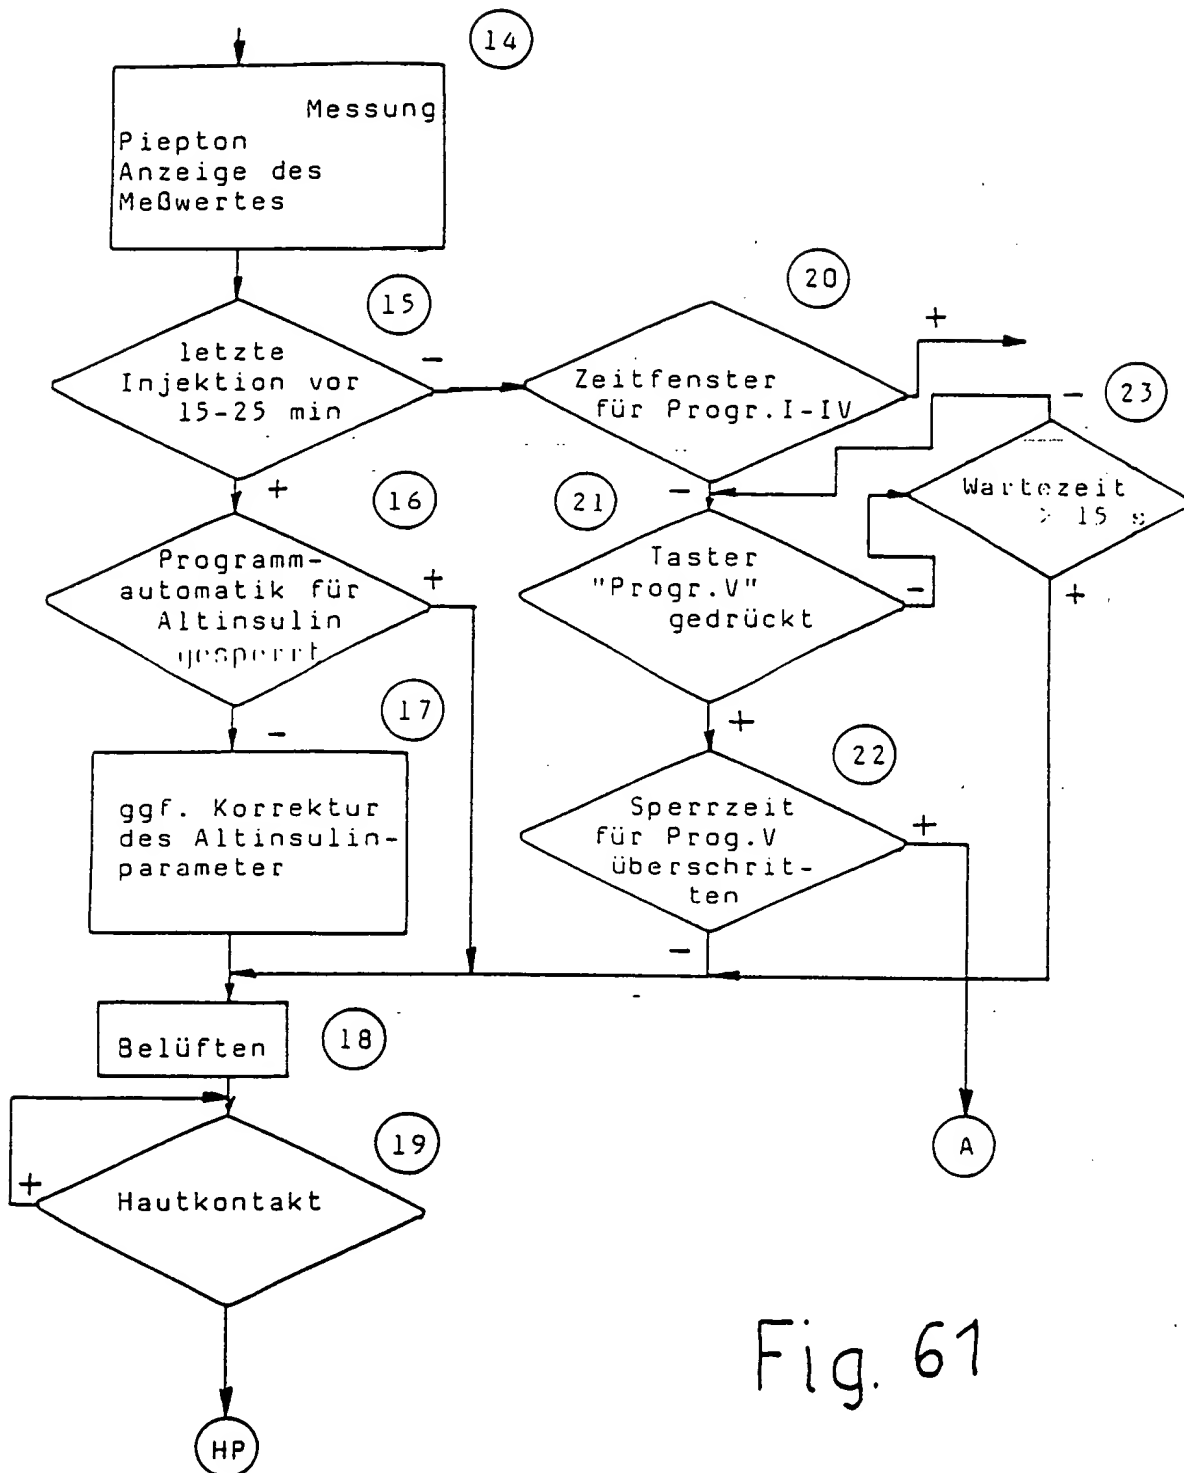 14
Messung
Piepton
Anzeige des
Meßwertes
15
letzte
Injektion vor
15-25 min
-
+
20
Zeitfenster
für Progr.I-IV
+
-
23
Wartezeit
> 15 s
-
+
16
Programm-
automatik für
Altinsulin
gesperrt
+
-
21
Taster
"Progr.V"
gedrückt
-
+
17
ggf. Korrektur
des Altinsulin-
parameter
22
Sperrzeit
für Prog.V
überschrit-
ten
+
-
18
Belüften
19
Hautkontakt
+
A
HP
Fig. 61